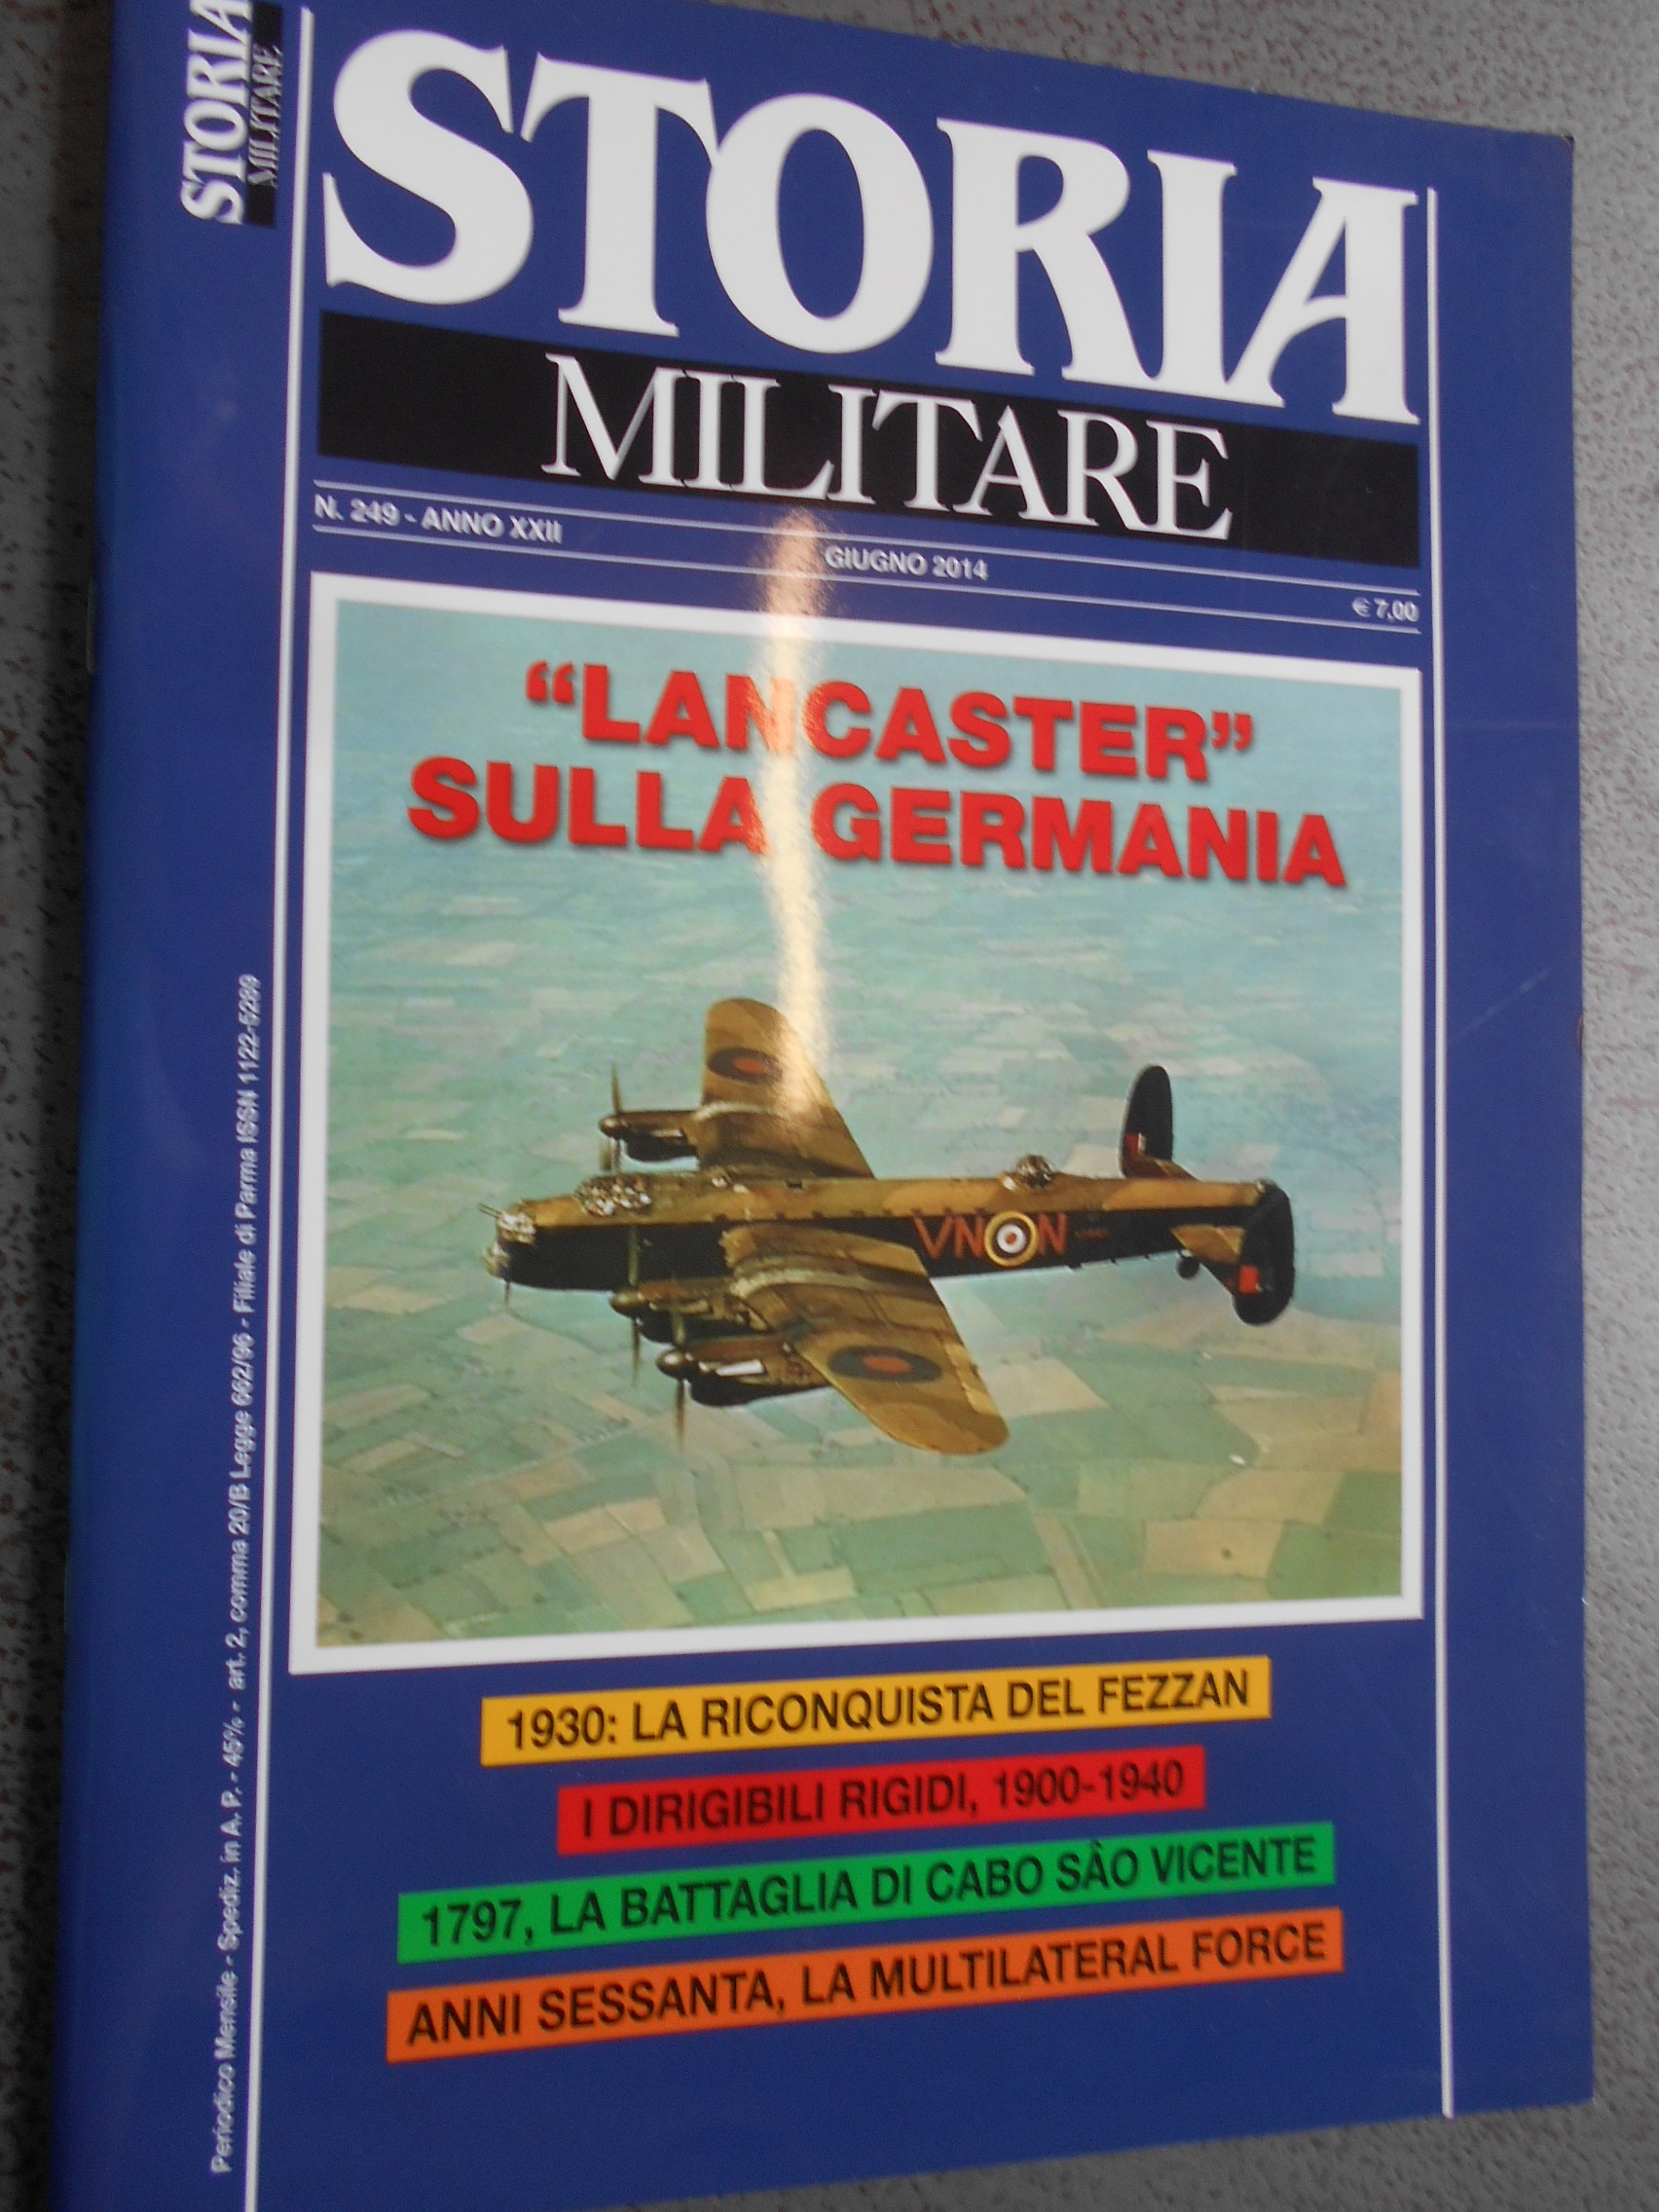 STORIA
MILITARE
STORIA
MILITARE
N. 249 - ANNO XXII
GIUGNO 2014
€ 7,00
“LANCASTER”
SULLA GERMANIA
VN N
1930: LA RICONQUISTA DEL FEZZAN
I DIRIGIBILI RIGIDI, 1900-1940
1797, LA BATTAGLIA DI CABO SÂO VICENTE
ANNI SESSANTA, LA MULTILATERAL FORCE
Periodico Mensile - Spediz. in A. P. - 45% - art. 2, comma 20/B Legge 662/96 - Filiale di Parma ISSN 1122-5289